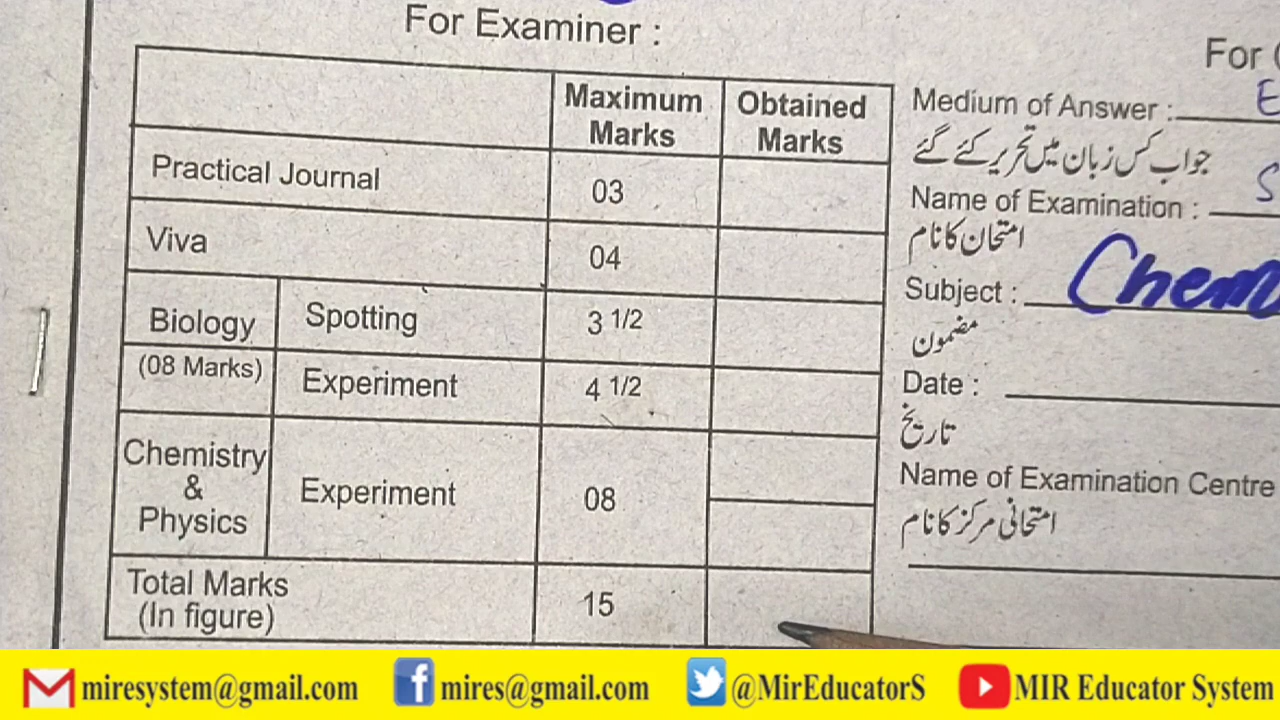 For Examiner :
Maximum Marks
Obtained Marks
Practical Journal
03
Viva
04
Biology
(08 Marks)
Spotting
3 1/2
Experiment
4 1/2
Chemistry
&
Physics
Experiment
08
Total Marks
(In figure)
15
For
Medium of Answer :
جواب کس زبان میں تحریر کئے گئے
Name of Examination :
امتحان کا نام
Subject : Chem
مضمون
Date :
تاریخ
Name of Examination Centre
امتحانی مرکز کا نام
miresystem@gmail.com
mires@gmail.com
@MirEducatorS
MIR Educator System